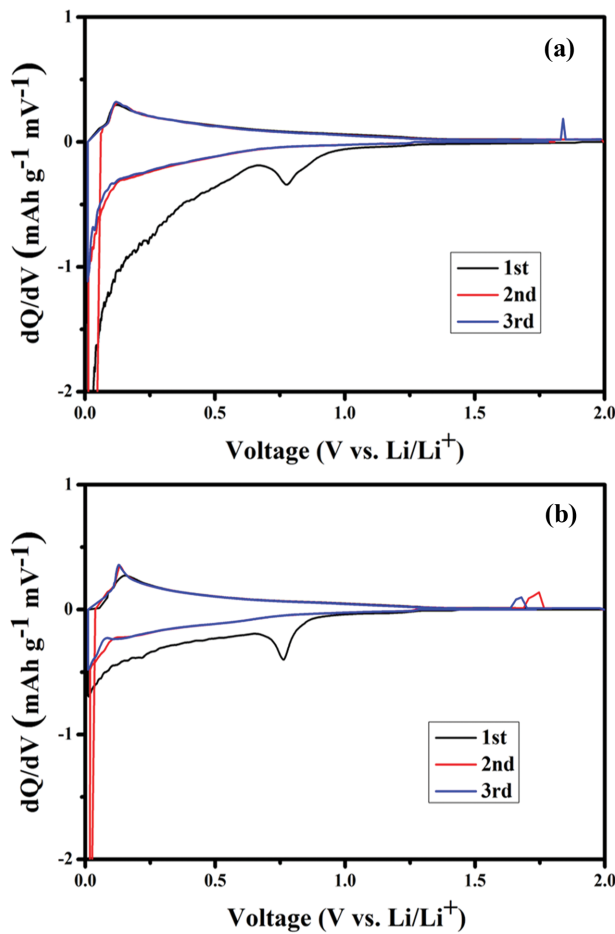 (a)
1
0
-1
-2
dQ/dV (mAh g⁻¹ mV⁻¹)
1st
2nd
3rd
0.0 0.5 1.0 1.5 2.0
Voltage (V vs. Li/Li⁺)
(b)
1
0
-1
-2
dQ/dV (mAh g⁻¹ mV⁻¹)
1st
2nd
3rd
0.0 0.5 1.0 1.5 2.0
Voltage (V vs. Li/Li⁺)